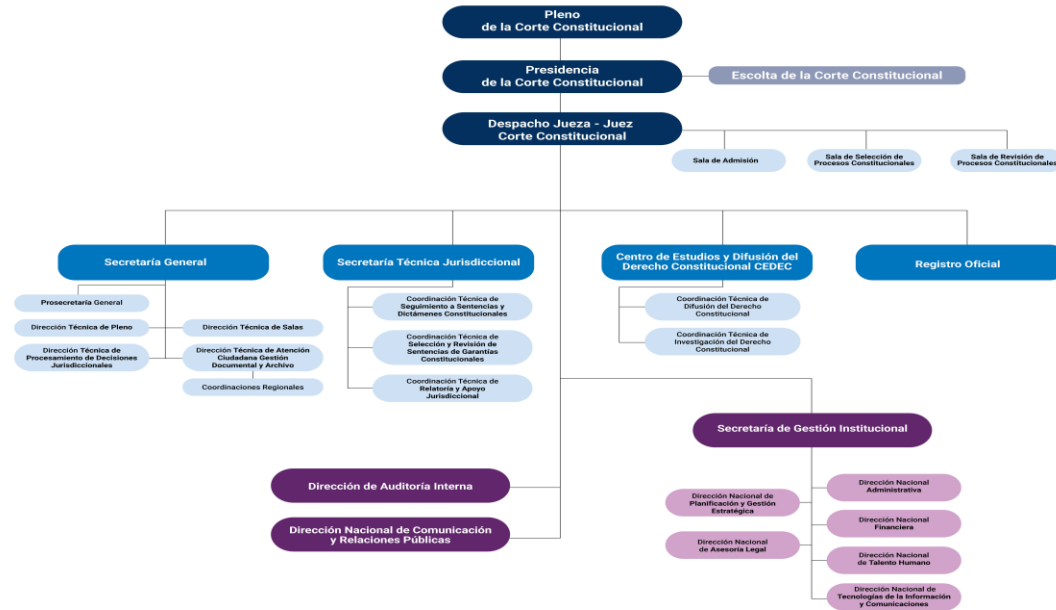 Pleno
de la Corte Constitucional
Presidencia
de la Corte Constitucional
Escolta de la Corte Constitucional
Despacho Jueza - Juez
Corte Constitucional
Sala de Admisión
Sala de Selección de
Procesos Constitucionales
Sala de Revisión de
Procesos Constitucionales
Secretaría General
Secretaría Técnica Jurisdiccional
Centro de Estudios y Difusión del
Derecho Constitucional CEDEC
Registro Oficial
Prosecretaría General
Dirección Técnica de Pleno
Dirección Técnica de Salas
Dirección Técnica de
Procesamiento de Decisiones
Jurisdiccionales
Dirección Técnica de Atención
Ciudadana Gestión
Documental y Archivo
Coordinaciones Regionales
Coordinación Técnica de
Seguimiento a Sentencias y
Dictámenes Constitucionales
Coordinación Técnica de
Selección y Revisión de
Sentencias de Garantías
Constitucionales
Coordinación Técnica de
Relatoría y Apoyo
Jurisdiccional
Coordinación Técnica de
Difusión del Derecho
Constitucional
Coordinación Técnica de
Investigación del Derecho
Constitucional
Secretaría de Gestión Institucional
Dirección de Auditoría Interna
Dirección Nacional de Comunicación
y Relaciones Públicas
Dirección Nacional de
Planificación y Gestión
Estratégica
Dirección Nacional
de Asesoría Legal
Dirección Nacional
Administrativa
Dirección Nacional
Financiera
Dirección Nacional
de Talento Humano
Dirección Nacional de
Tecnologías de la Información
y Comunicaciones